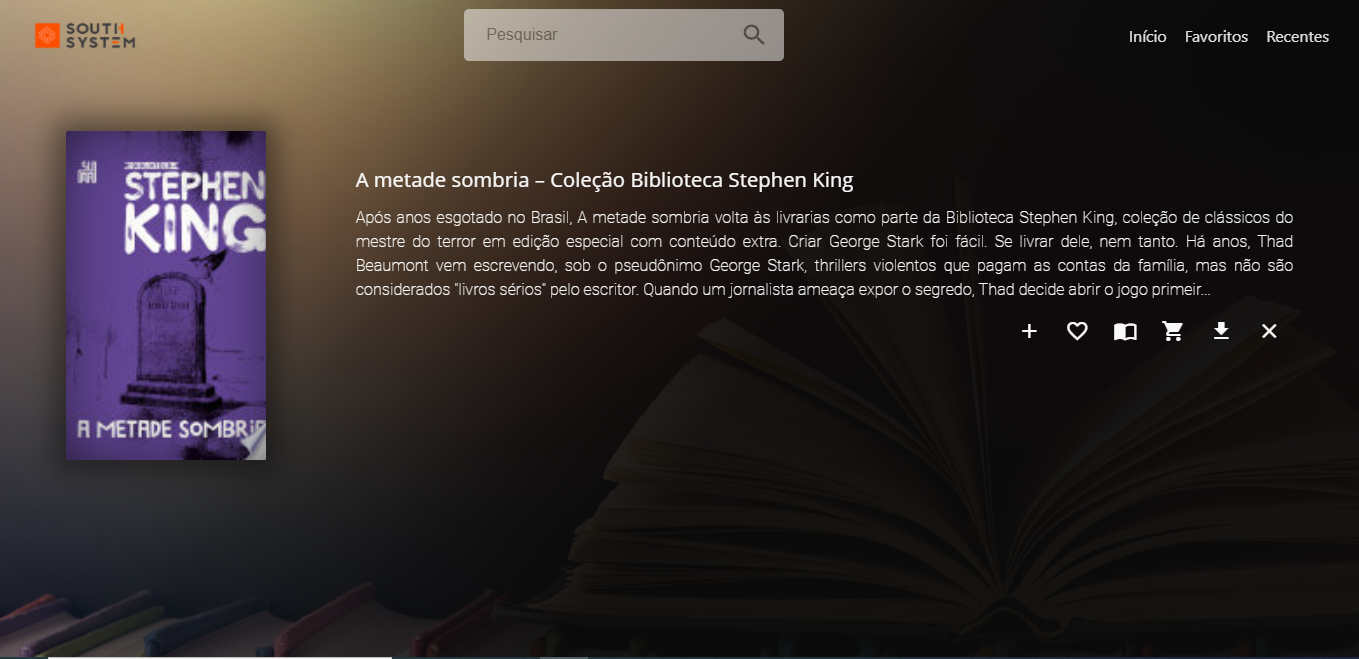 SOUTH
SYSTEM
Pesquisar
Início Favoritos Recentes
STEPHEN
KING
A METADE SOMBRIA
A metade sombria – Coleção Biblioteca Stephen King
Após anos esgotado no Brasil, A metade sombria volta às livrarias como parte da Biblioteca Stephen King, coleção de clássicos do
mestre do terror em edição especial com conteúdo extra. Criar George Stark foi fácil. Se livrar dele, nem tanto. Há anos, Thad
Beaumont vem escrevendo, sob o pseudônimo George Stark, thrillers violentos que pagam as contas da família, mas não são
considerados "livros sérios" pelo escritor. Quando um jornalista ameaça expor o segredo, Thad decide abrir o jogo primeir...